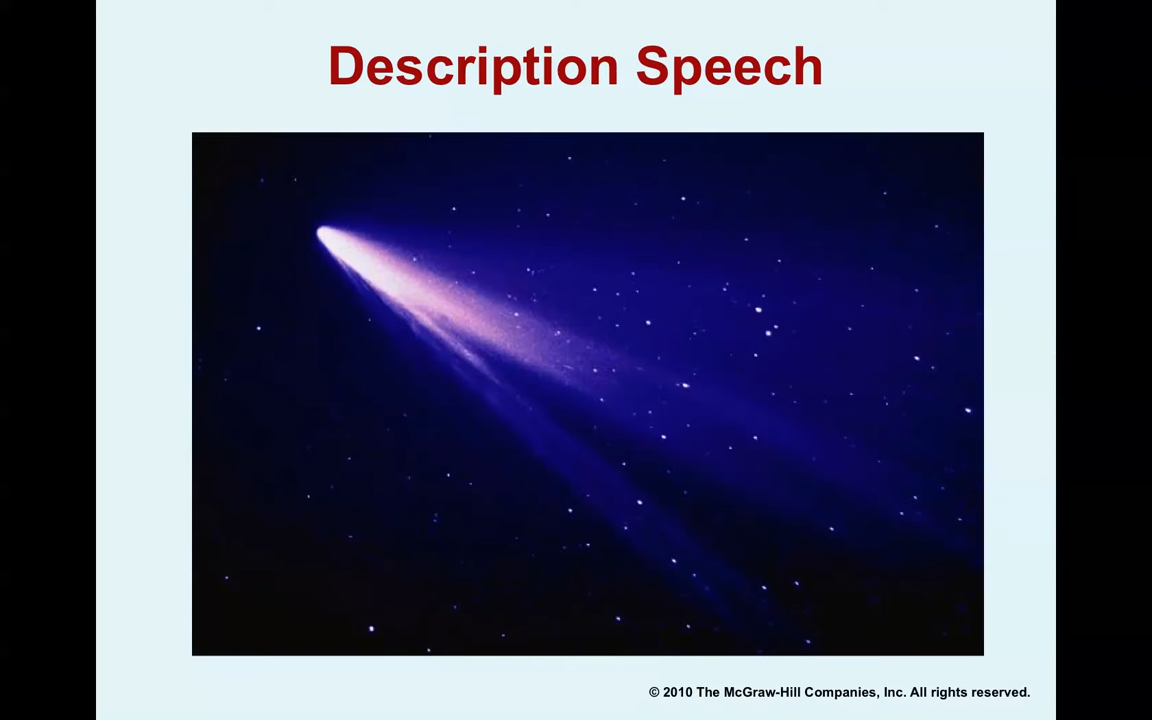 Description Speech
© 2010 The McGraw-Hill Companies, Inc. All rights reserved.